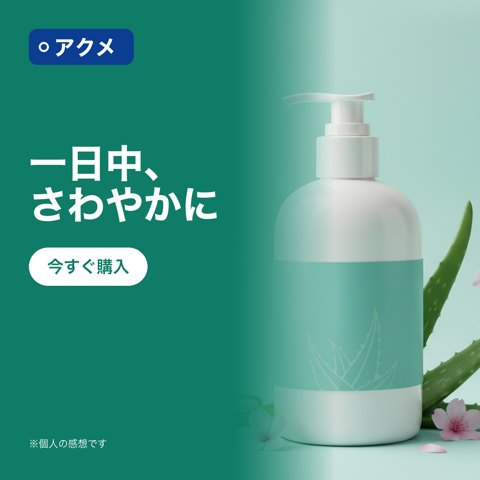 アクメ
一日中、
さわやかに
今すぐ購入
※個人の感想です